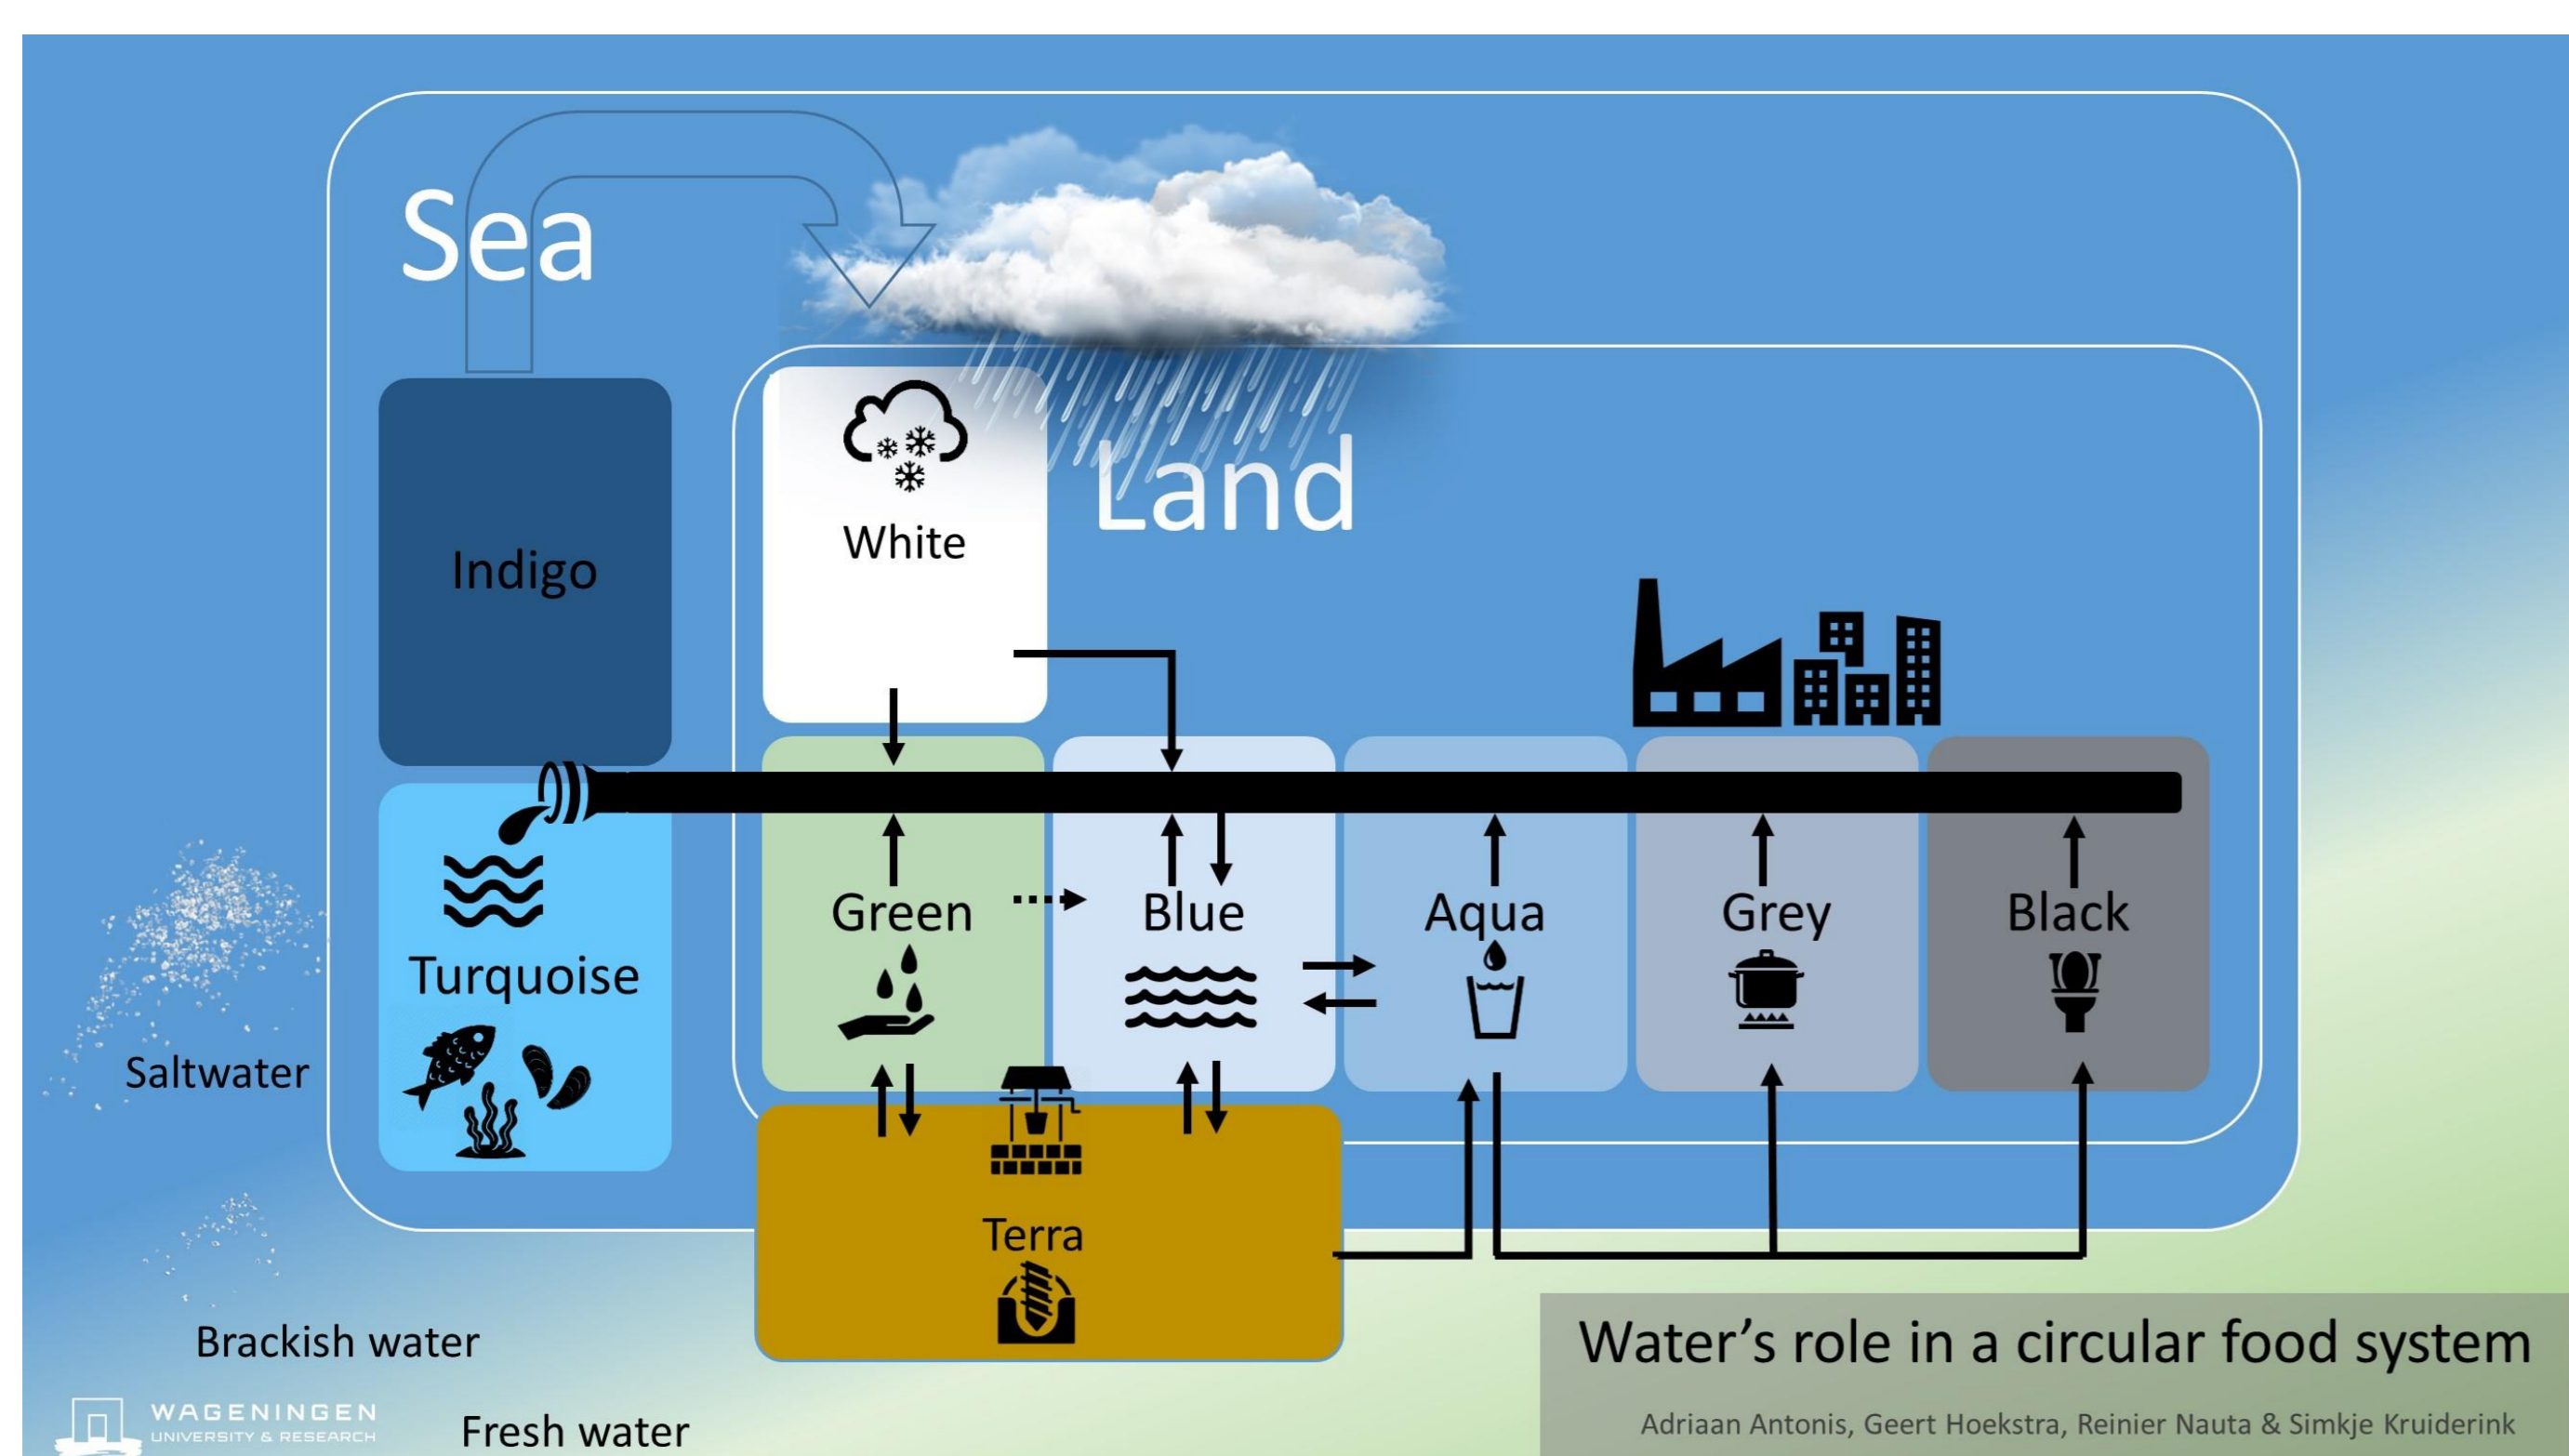 Sea
Land
Indigo
White
Green
Blue
Aqua
Grey
Black
Turquoise
Saltwater
Terra
Brackish water
Fresh water
WAGENINGEN
UNIVERSITY & RESEARCH
Water’s role in a circular food system
Adriaan Antonis, Geert Hoekstra, Reinier Nauta & Simkje Kruiderink